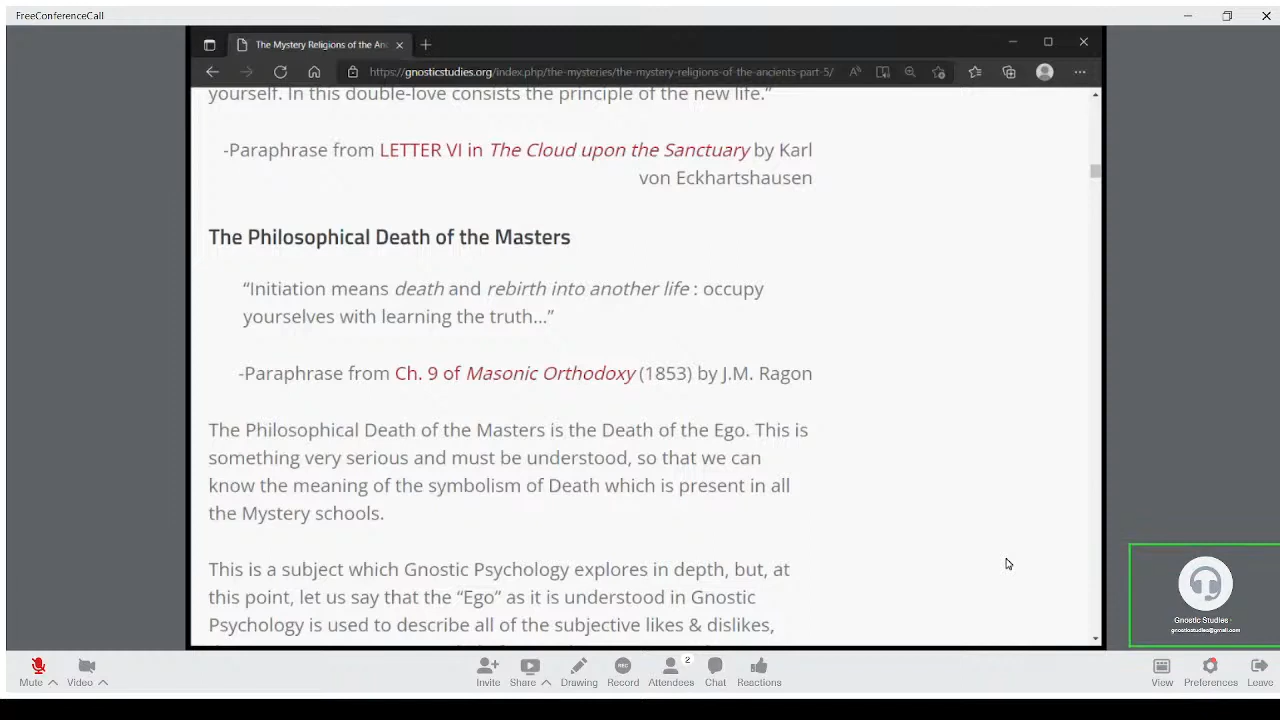 FreeConferenceCall
The Mystery Religions of the An
https://gnosticstudies.org/index.php/the-mysteries/the-mystery-religions-of-the-ancients-part-5/
yourself. In this double-love consists the principle of the new life.”
-Paraphrase from LETTER VI in The Cloud upon the Sanctuary by Karl
von Eckhartshausen
The Philosophical Death of the Masters
“Initiation means death and rebirth into another life : occupy
yourselves with learning the truth...”
-Paraphrase from Ch. 9 of Masonic Orthodoxy (1853) by J.M. Ragon
The Philosophical Death of the Masters is the Death of the Ego. This is
something very serious and must be understood, so that we can
know the meaning of the symbolism of Death which is present in all
the Mystery schools.
This is a subject which Gnostic Psychology explores in depth, but, at
this point, let us say that the “Ego” as it is understood in Gnostic
Psychology is used to describe all of the subjective likes & dislikes,
Gnostic Studies
gnosticstudies@gmail.com
2
REC
Mute Video Invite Share Drawing Record Attendees Chat Reactions View Preferences Leave